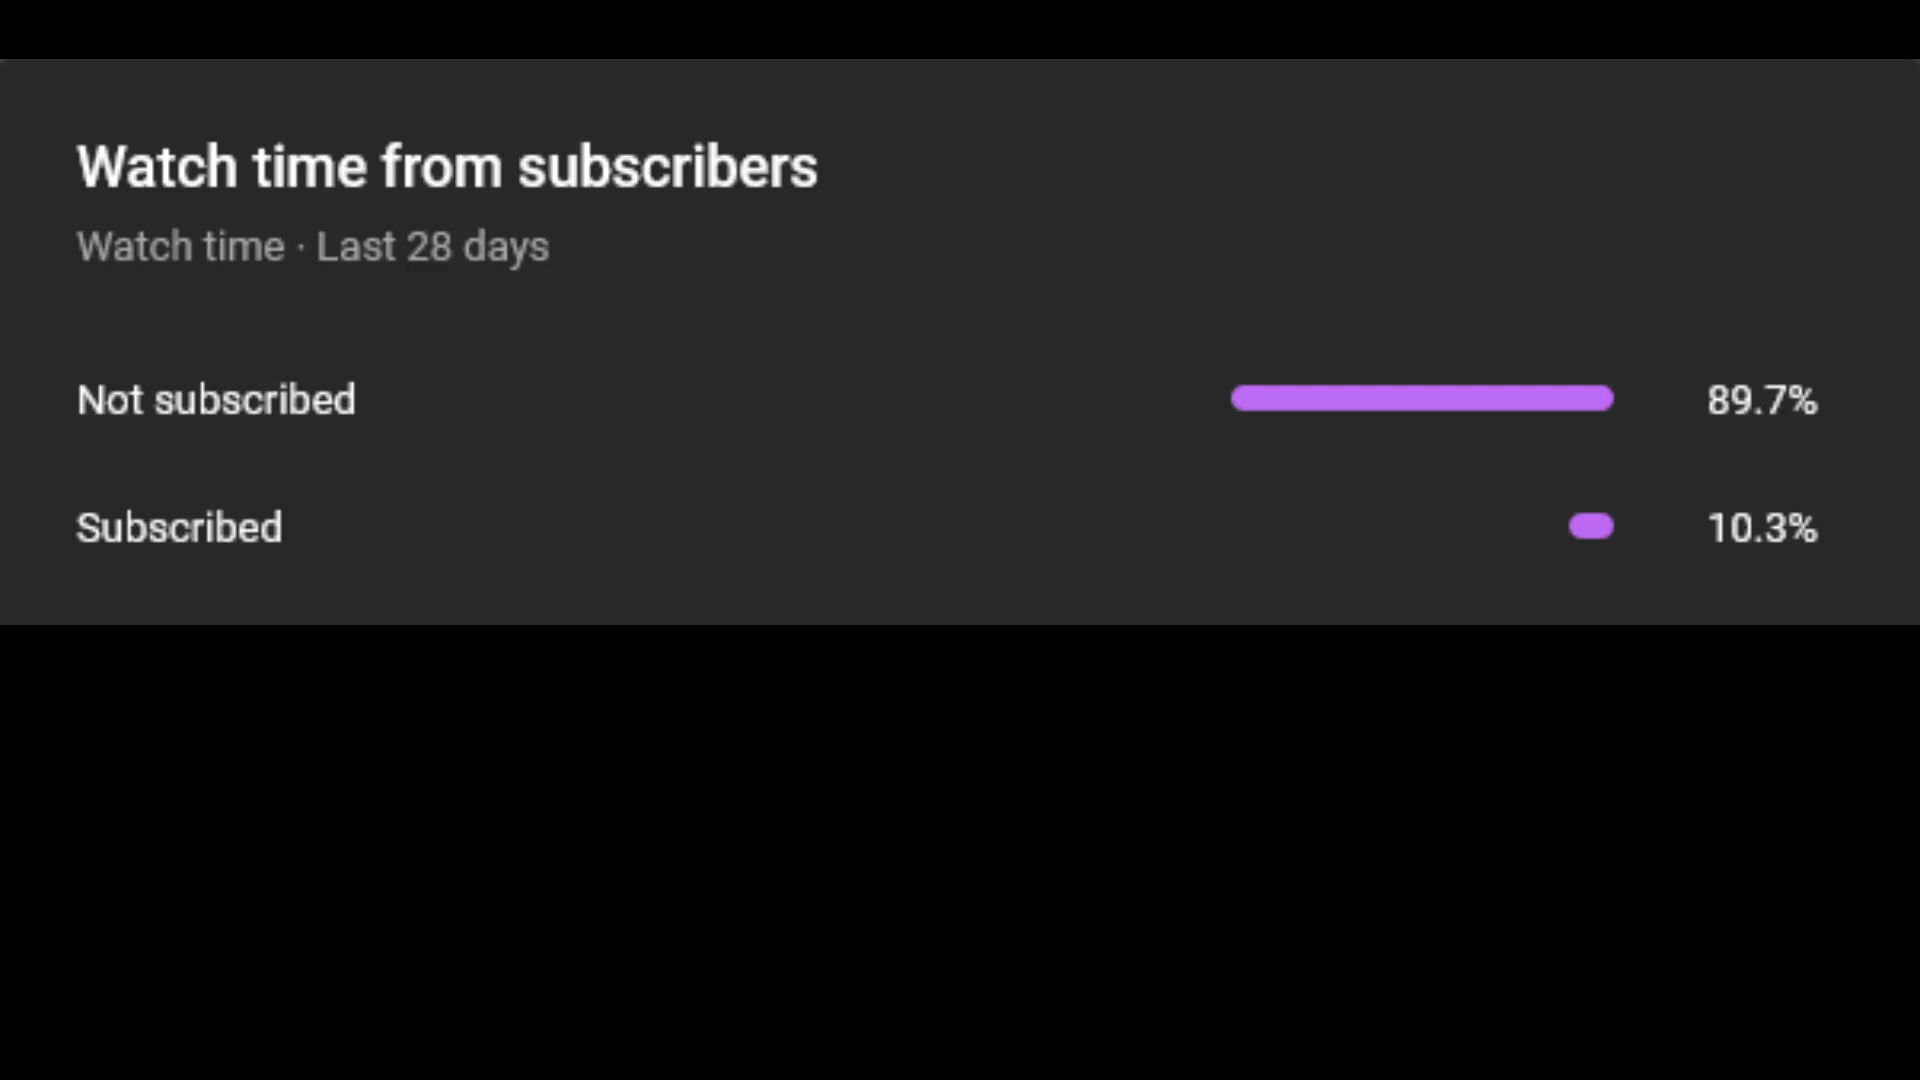 Watch time from subscribers
Watch time · Last 28 days
Not subscribed 89.7%
Subscribed 10.3%